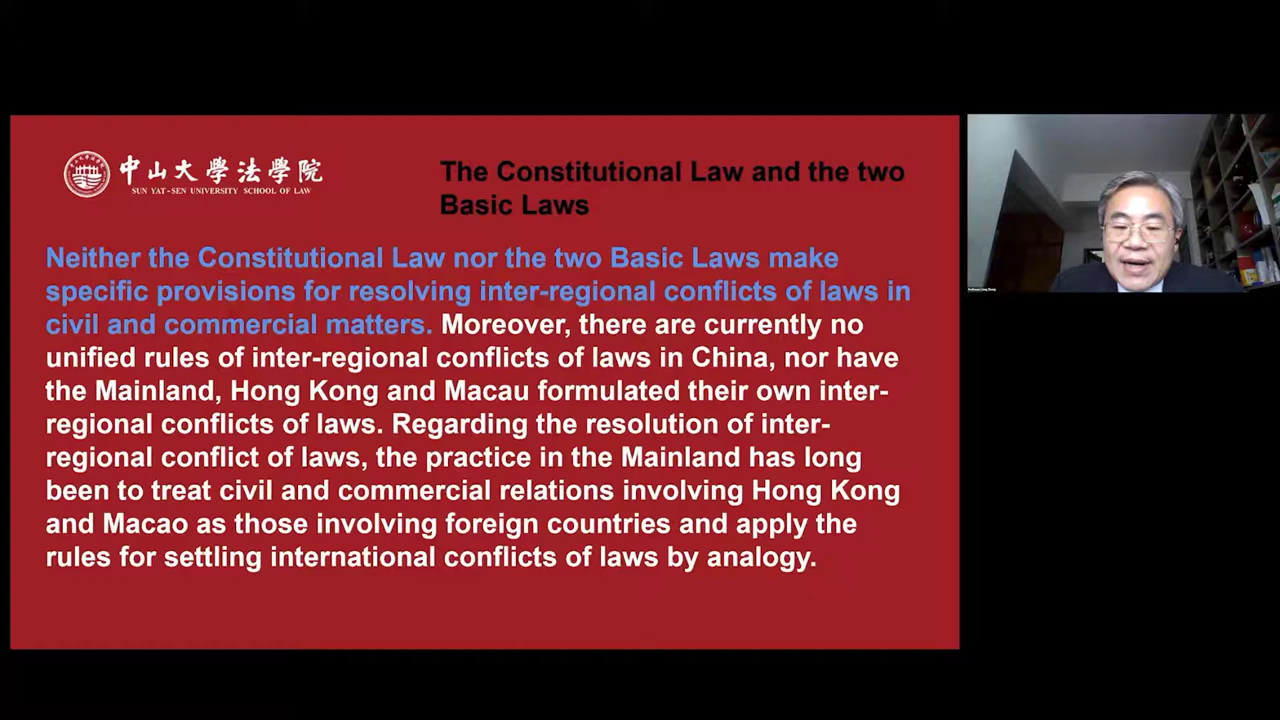 中山大學法學院
SUN YAT-SEN UNIVERSITY SCHOOL OF LAW
The Constitutional Law and the two
Basic Laws
Neither the Constitutional Law nor the two Basic Laws make
specific provisions for resolving inter-regional conflicts of laws in
civil and commercial matters. Moreover, there are currently no
unified rules of inter-regional conflicts of laws in China, nor have
the Mainland, Hong Kong and Macau formulated their own inter-
regional conflicts of laws. Regarding the resolution of inter-
regional conflict of laws, the practice in the Mainland has long
been to treat civil and commercial relations involving Hong Kong
and Macao as those involving foreign countries and apply the
rules for settling international conflicts of laws by analogy.